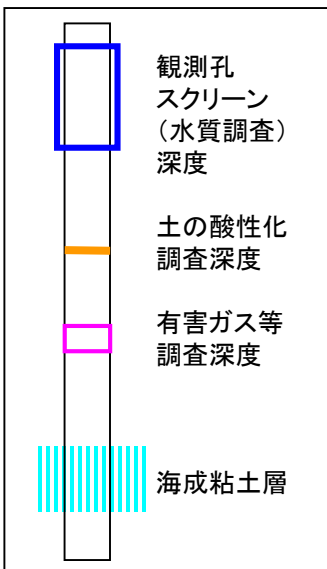 観測孔
スクリーン
（水質調査）
深度
土の酸性化
調査深度
有害ガス等
調査深度
海成粘土層